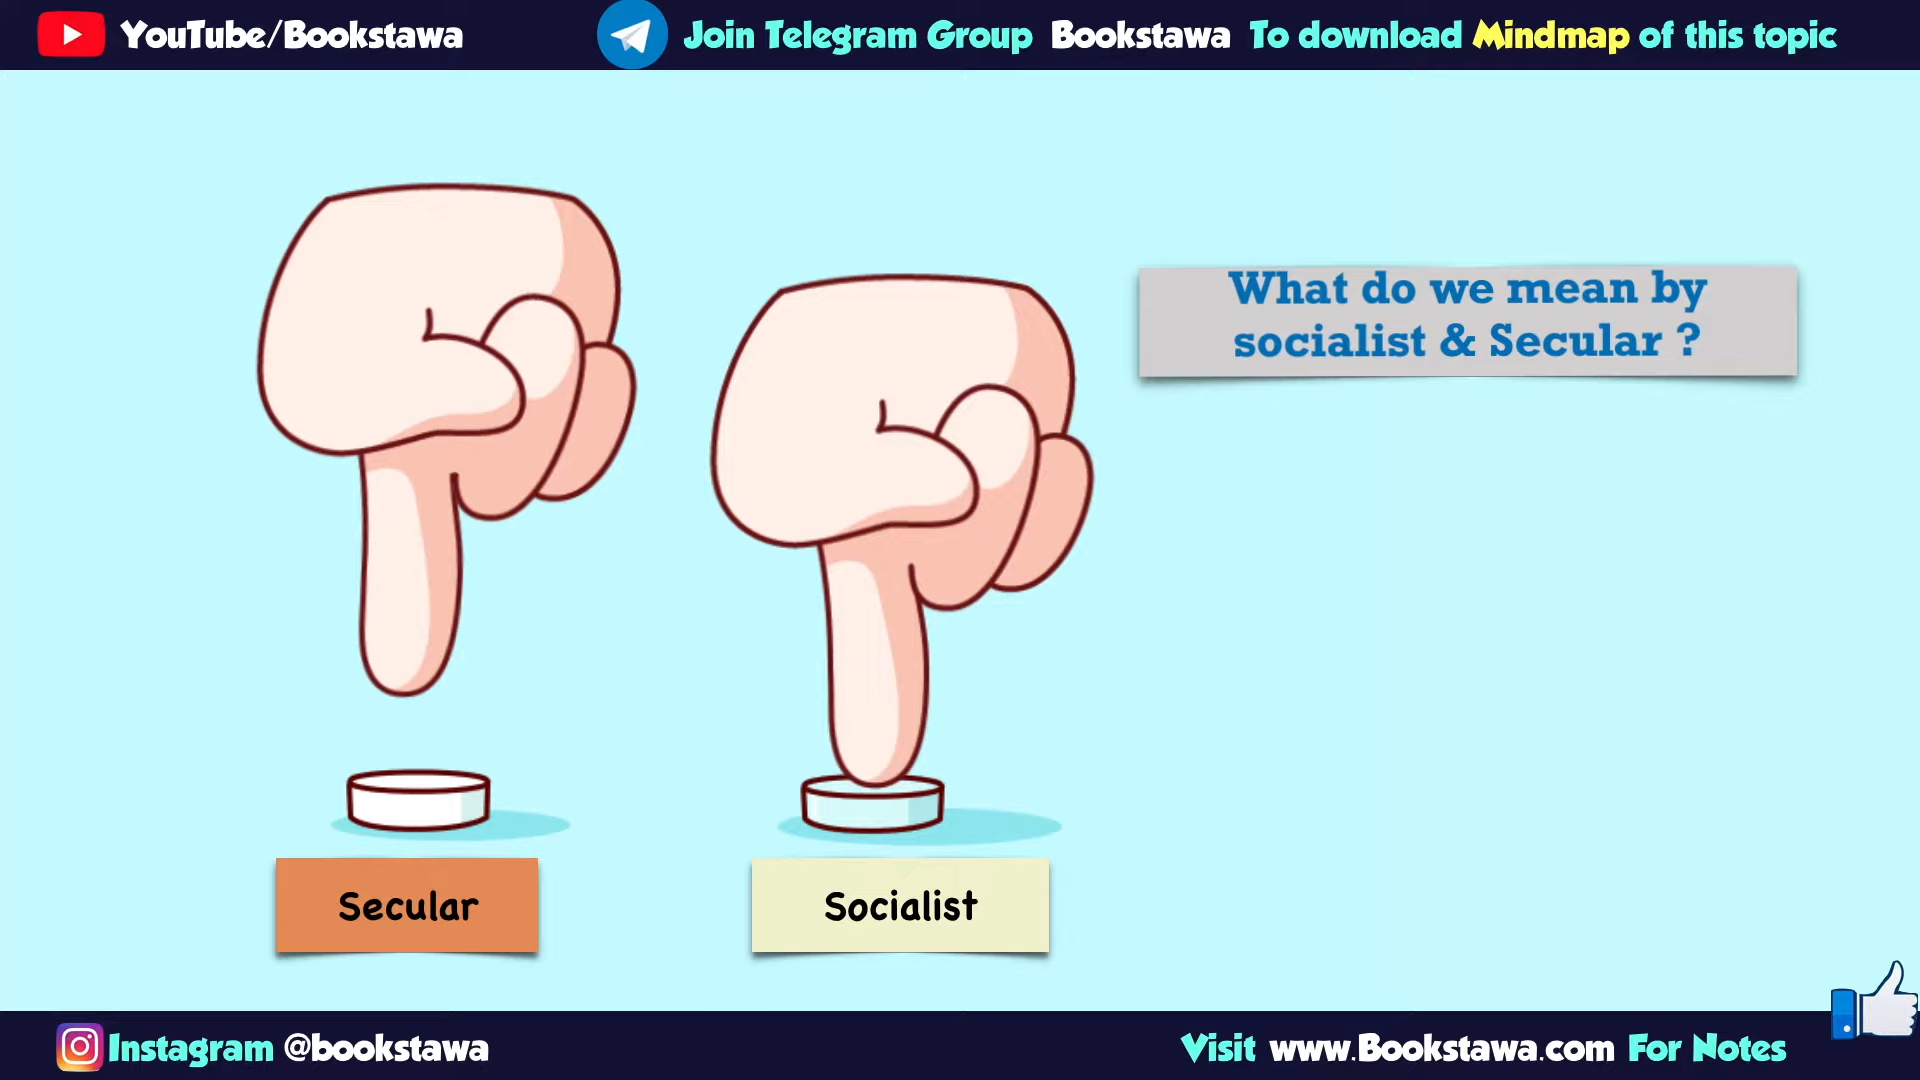 YouTube/Bookstawa
Join Telegram Group Bookstawa To download Mindmap of this topic
What do we mean by
socialist & Secular ?
Secular
Socialist
Instagram @bookstawa
Visit www.Bookstawa.com For Notes